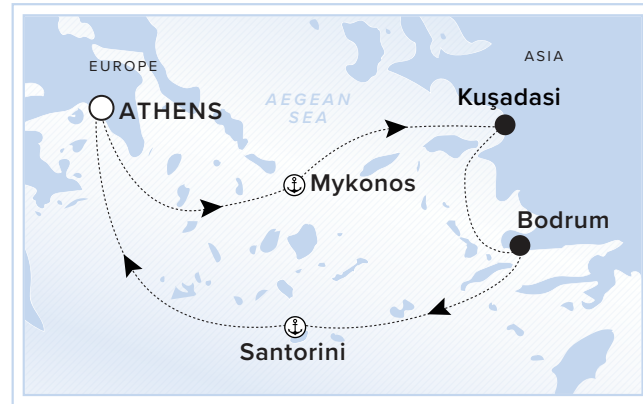 EUROPE
ASIA
ATHENS
AEGEAN
SEA
Kuşadasi
Mykonos
Bodrum
Santorini